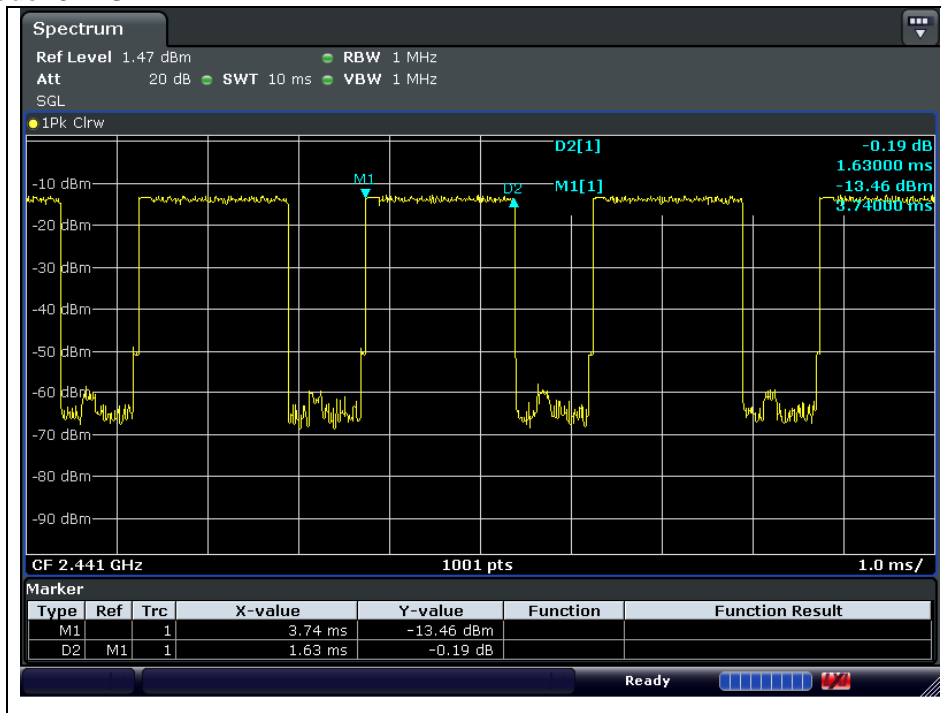 Spectrum
Ref Level 1.47 dBm RBW 1 MHz
Att 20 dB SWT 10 ms VBW 1 MHz
SGL
1Pk Clrw
D2[1] -0.19 dB
1.63000 ms
M1[1] -13.46 dBm
3.74000 ms
M1
D2
-10 dBm
-20 dBm
-30 dBm
-40 dBm
-50 dBm
-60 dBm
-70 dBm
-80 dBm
-90 dBm
CF 2.441 GHz 1001 pts 1.0 ms/
Marker
Type Ref Trc X-value Y-value Function Function Result
M1 1 3.74 ms -13.46 dBm
D2 M1 1 1.63 ms -0.19 dB
Ready